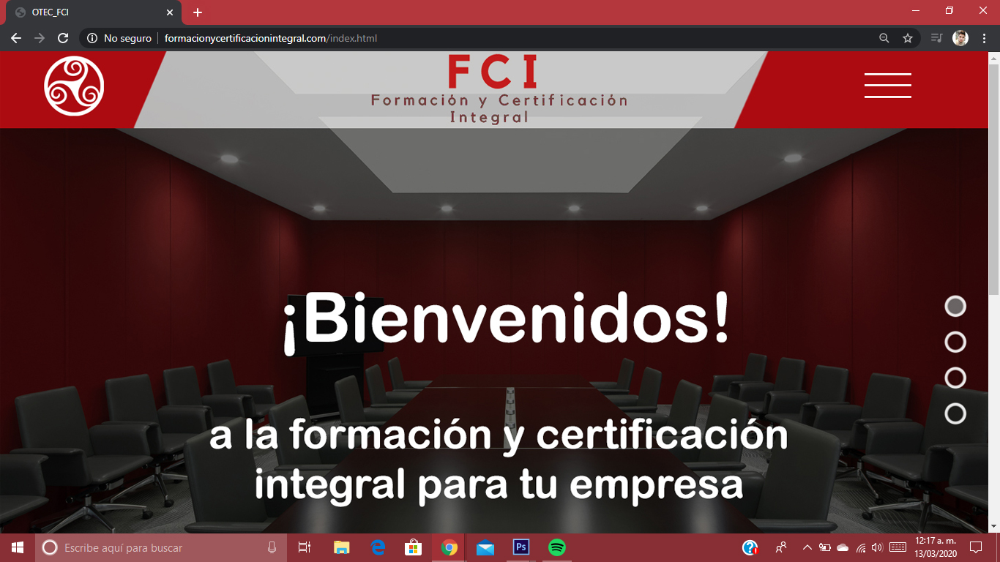 OTEC_FCI
No seguro
formacionycertificacionintegral.com/index.html
FCI
Formación y Certificación
Integral
¡Bienvenidos!
a la formación y certificación
integral para tu empresa
Escribe aquí para buscar
Ps
12:17 a. m.
13/03/2020